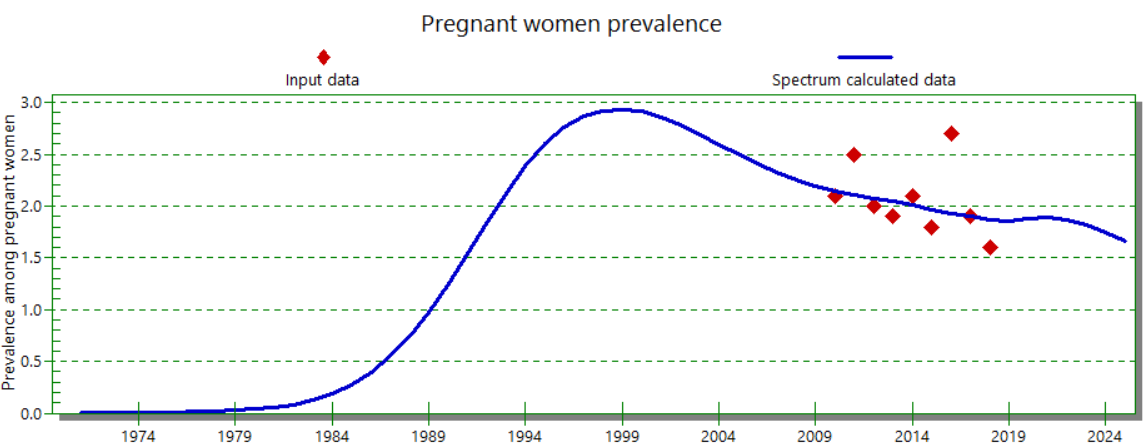 Pregnant women prevalence
Input data
Spectrum calculated data
Prevalence among pregnant women
3.0
2.5
2.0
1.5
1.0
0.5
0.0
1974 1979 1984 1989 1994 1999 2004 2009 2014 2019 2024